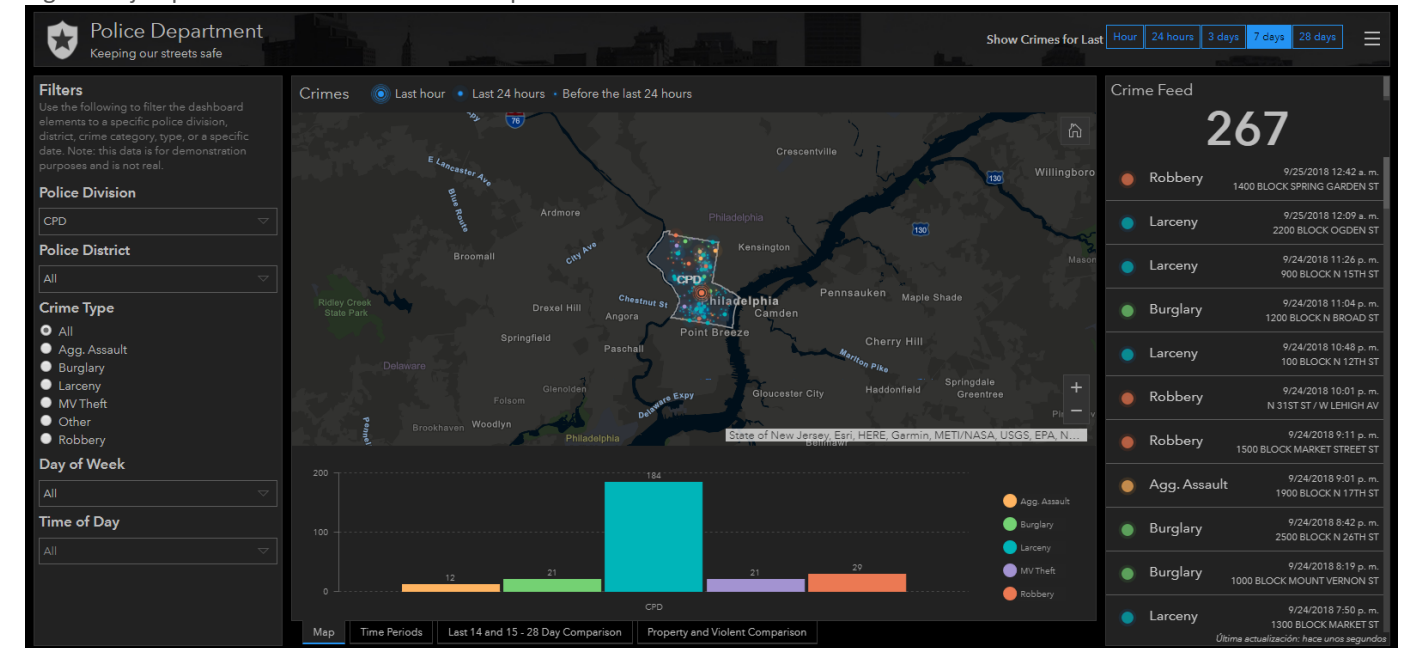 Police Department
Keeping our streets safe
Show Crimes for Last
Hour
24 hours
3 days
7 days
28 days
Filters
Use the following to filter the dashboard
elements to a specific police division,
district, crime category, type, or a specific
date. Note: this data is for demonstration
purposes and is not real.
Police Division
CPD
Police District
All
Crime Type
All
Agg. Assault
Burglary
Larceny
MV Theft
Other
Robbery
Day of Week
All
Time of Day
All
Crimes
Last hour
Last 24 hours
Before the last 24 hours
76
Crescentville
E Lancaster Ave
130
Willingboro
Blue Route
Ardmore
Philadelphia
130
City Ave
Kensington
Broomall
Mason
CPD
Ridley Creek
State Park
Chestnut St
Philadelphia
Pennsauken
Maple Shade
Drexel Hill
Angora
Camden
Springfield
Point Breeze
Paschall
Cherry Hill
Marlton Pike
Delaware
Glenolden
Folsom
Delaware Expy
Gloucester City
Haddonfield
Springdale
Greentree
Brookhaven
Woodlyn
Philadelphia
+
−
State of New Jersey, Esri, HERE, Garmin, METI/NASA, USGS, EPA, N...
200
100
0
12
21
184
21
29
CPD
Agg. Assault
Burglary
Larceny
MV Theft
Robbery
Map
Time Periods
Last 14 and 15 - 28 Day Comparison
Property and Violent Comparison
Crime Feed
267
Robbery
9/25/2018 12:42 a. m.
1400 BLOCK SPRING GARDEN ST
Larceny
9/25/2018 12:09 a. m.
2200 BLOCK OGDEN ST
Larceny
9/24/2018 11:26 p. m.
900 BLOCK N 15TH ST
Burglary
9/24/2018 11:04 p. m.
1200 BLOCK N BROAD ST
Larceny
9/24/2018 10:48 p. m.
100 BLOCK N 12TH ST
Robbery
9/24/2018 10:01 p. m.
N 31ST ST / W LEHIGH AV
Robbery
9/24/2018 9:11 p. m.
1500 BLOCK MARKET STREET ST
Agg. Assault
9/24/2018 9:01 p. m.
1900 BLOCK N 17TH ST
Burglary
9/24/2018 8:42 p. m.
2500 BLOCK N 26TH ST
Burglary
9/24/2018 8:19 p. m.
1000 BLOCK MOUNT VERNON ST
Larceny
9/24/2018 7:50 p. m.
1300 BLOCK MARKET ST
Última actualización: hace unos segundos